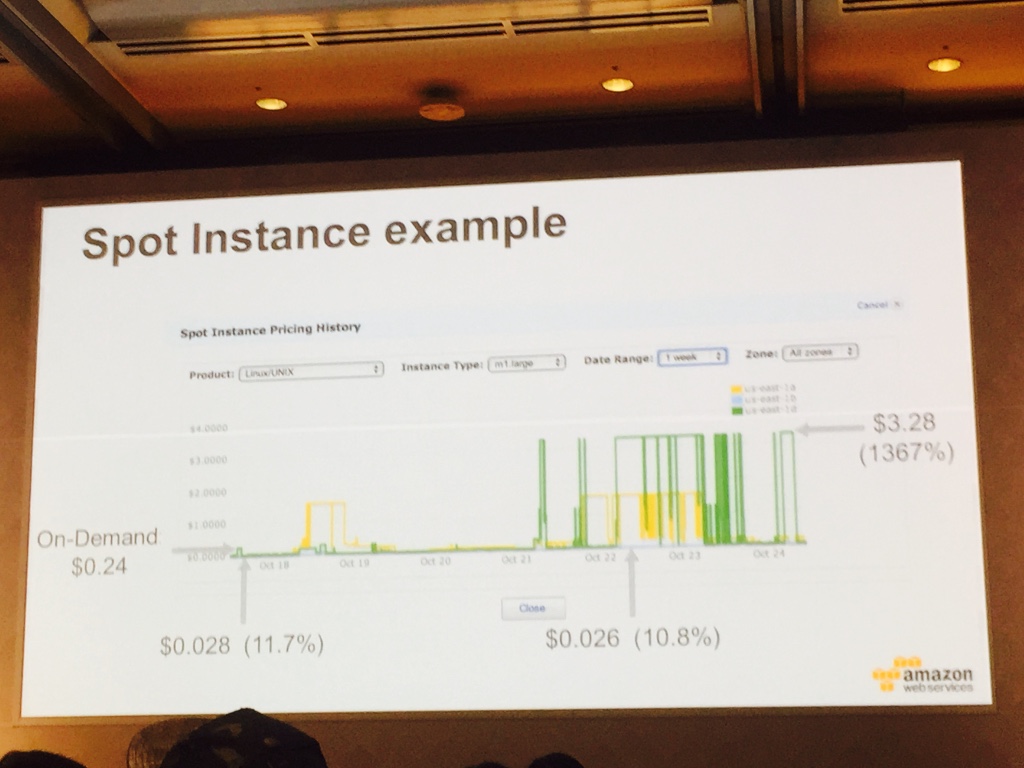 Spot Instance example
Cancel X
Spot Instance Pricing History
Product: Linux/UNIX Instance Type: m1.large Date Range: 1 week Zone: All zones
us-east-1a
us-east-1b
us-east-1d
$4.0000
$3.0000
$2.0000
$1.0000
$0.0000
Oct 18 Oct 19 Oct 20 Oct 21 Oct 22 Oct 23 Oct 24
$3.28
(1367%)
On-Demand
$0.24
Close
$0.028 (11.7%)
$0.026 (10.8%)
amazon
webservices